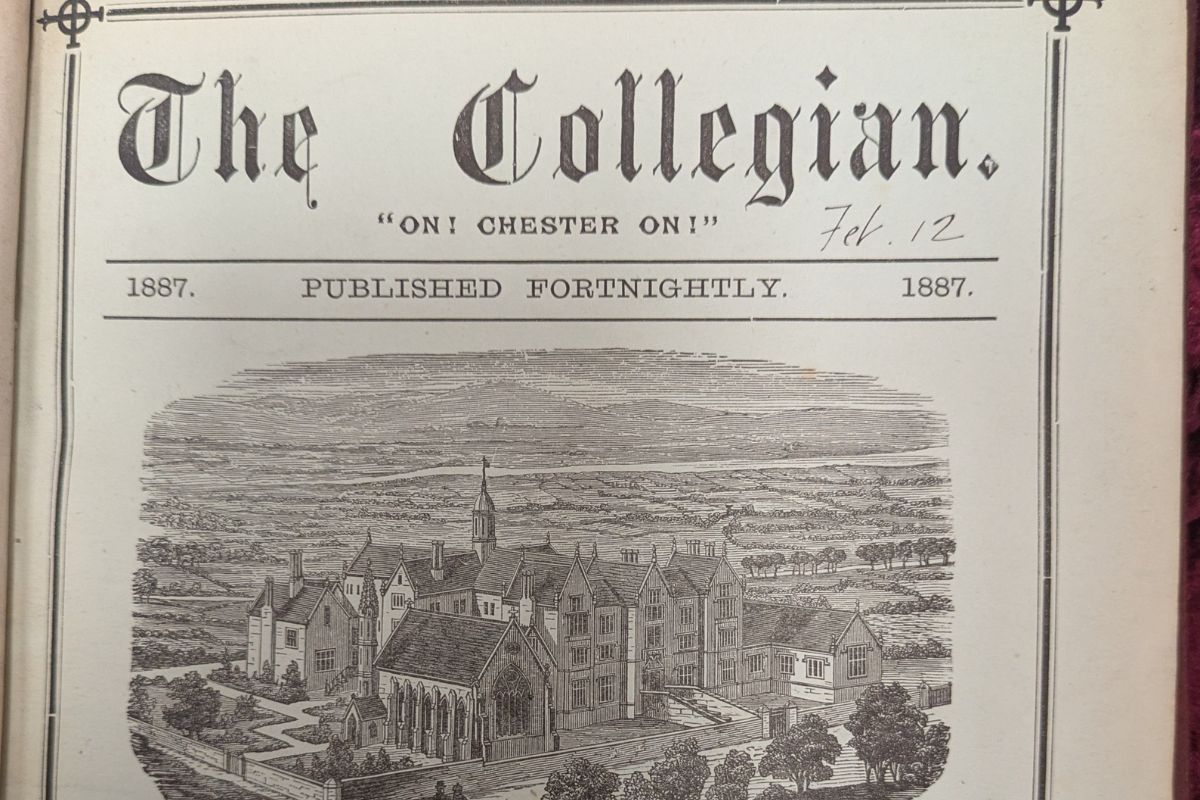 The Collegian.
"ON! CHESTER ON!"
Feb. 12
1887. PUBLISHED FORTNIGHTLY. 1887.